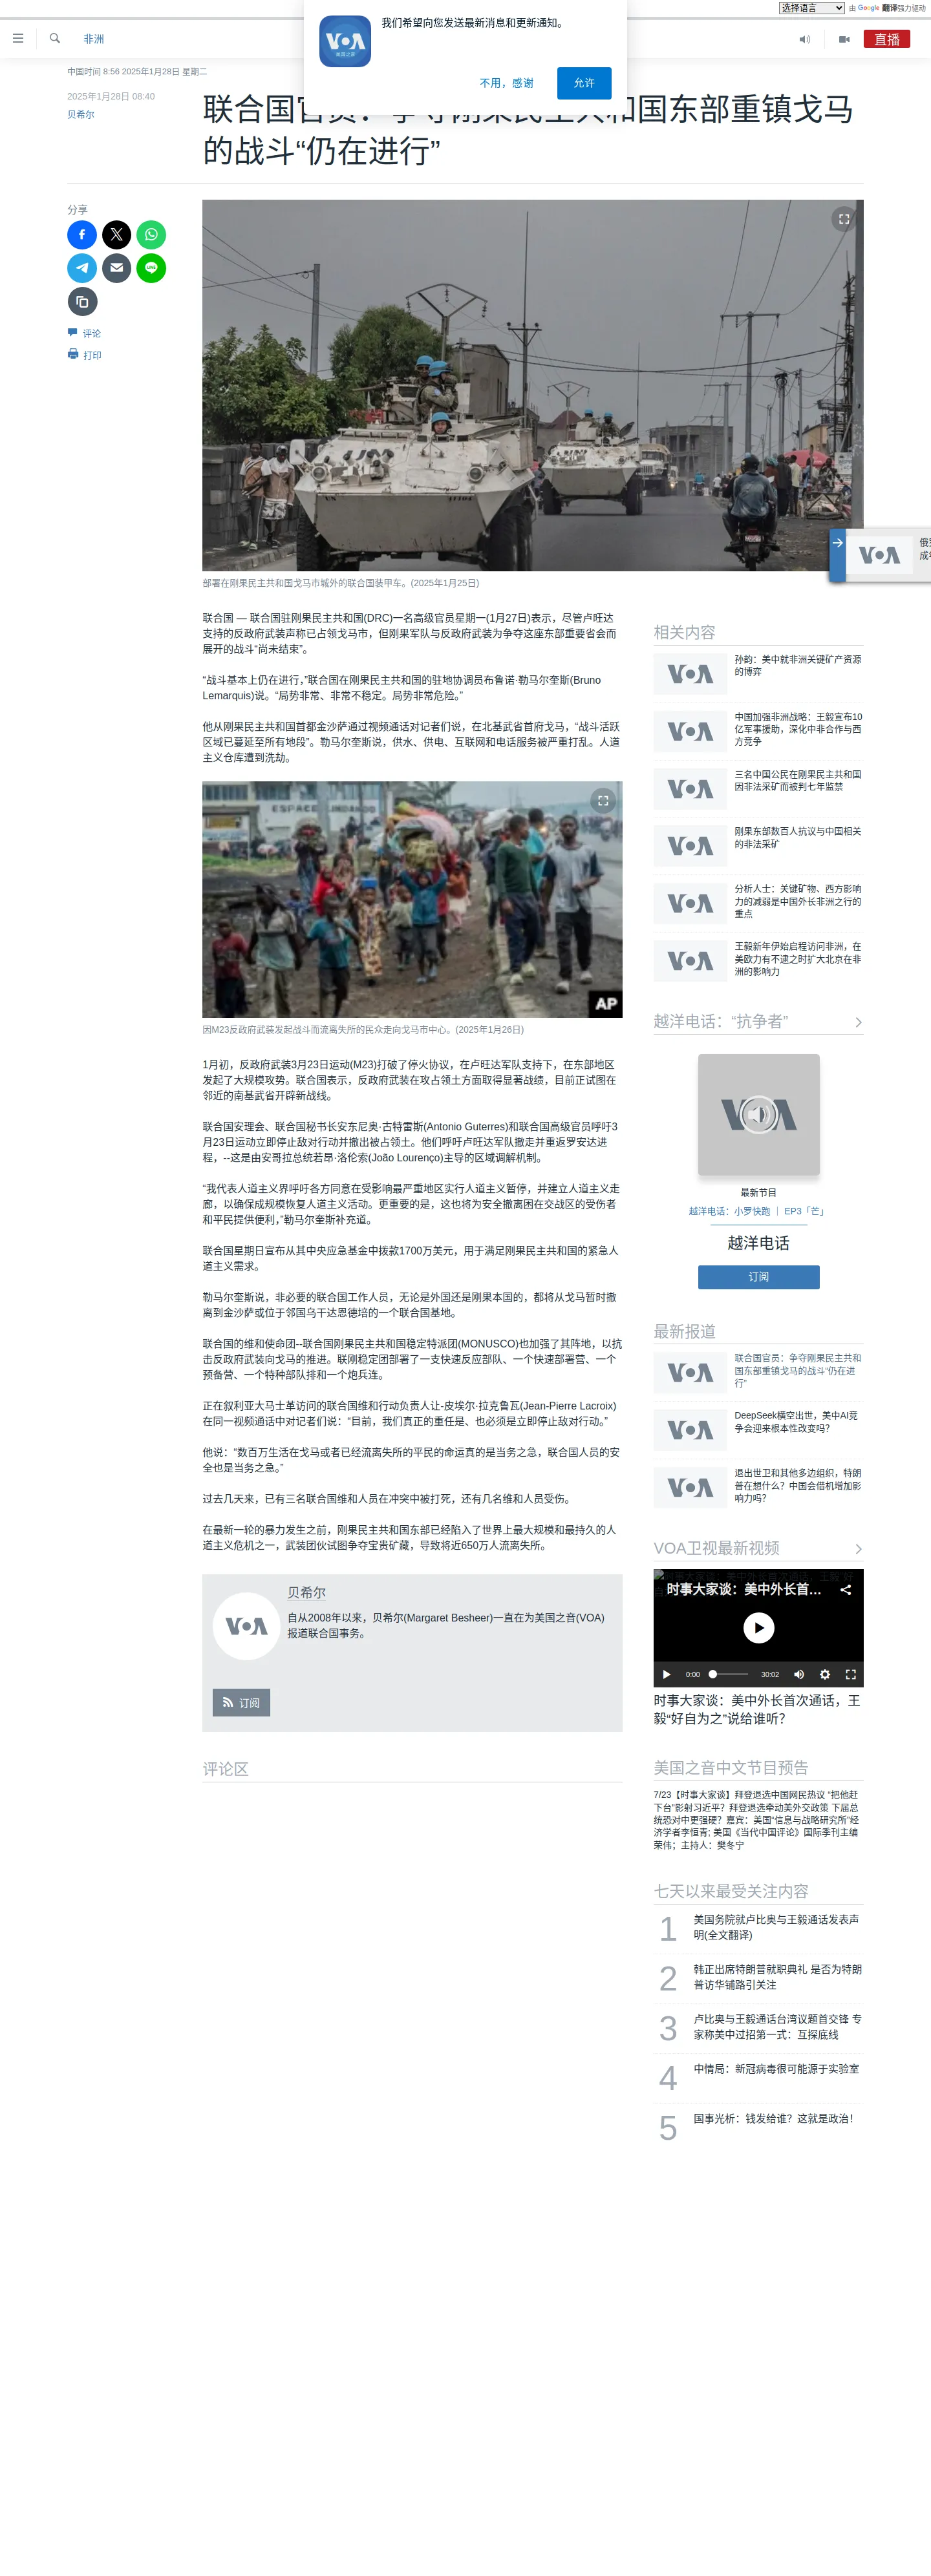 选择语言
由 Google 翻译强力驱动
我们希望向您发送最新消息和更新通知。
VOA
美国之音
不用，感谢
允许
非洲
直播
中国时间 8:56 2025年1月28日 星期二
2025年1月28日 08:40
贝希尔
联合国官员：争夺刚果民主共和国东部重镇戈马
的战斗“仍在进行”
分享
评论
打印
UN
部署在刚果民主共和国戈马市城外的联合国装甲车。(2025年1月25日)
VOA
俄
成
联合国 — 联合国驻刚果民主共和国(DRC)一名高级官员星期一(1月27日)表示，尽管卢旺达
支持的反政府武装声称已占领戈马市，但刚果军队与反政府武装为争夺这座东部重要省会而
展开的战斗“尚未结束”。
“战斗基本上仍在进行，”联合国在刚果民主共和国的驻地协调员布鲁诺·勒马尔奎斯(Bruno
Lemarquis)说。“局势非常、非常不稳定。局势非常危险。”
他从刚果民主共和国首都金沙萨通过视频通话对记者们说，在北基武省首府戈马，“战斗活跃
区域已蔓延至所有地段”。勒马尔奎斯说，供水、供电、互联网和电话服务被严重打乱。人道
主义仓库遭到洗劫。
ESPACE
AP
因M23反政府武装发起战斗而流离失所的民众走向戈马市中心。(2025年1月26日)
1月初，反政府武装3月23日运动(M23)打破了停火协议，在卢旺达军队支持下，在东部地区
发起了大规模攻势。联合国表示，反政府武装在攻占领土方面取得显著战绩，目前正试图在
邻近的南基武省开辟新战线。
联合国安理会、联合国秘书长安东尼奥·古特雷斯(Antonio Guterres)和联合国高级官员呼吁3
月23日运动立即停止敌对行动并撤出被占领土。他们呼吁卢旺达军队撤走并重返罗安达进
程，--这是由安哥拉总统若昂·洛伦索(João Lourenço)主导的区域调解机制。
“我代表人道主义界呼吁各方同意在受影响最严重地区实行人道主义暂停，并建立人道主义走
廊，以确保成规模恢复人道主义活动。更重要的是，这也将为安全撤离困在交战区的受伤者
和平民提供便利，”勒马尔奎斯补充道。
联合国星期日宣布从其中央应急基金中拨款1700万美元，用于满足刚果民主共和国的紧急人
道主义需求。
勒马尔奎斯说，非必要的联合国工作人员，无论是外国还是刚果本国的，都将从戈马暂时撤
离到金沙萨或位于邻国乌干达恩德培的一个联合国基地。
联合国的维和使命团--联合国刚果民主共和国稳定特派团(MONUSCO)也加强了其阵地，以抗
击反政府武装向戈马的推进。联刚稳定团部署了一支快速反应部队、一个快速部署营、一个
预备营、一个特种部队排和一个炮兵连。
正在叙利亚大马士革访问的联合国维和行动负责人让-皮埃尔·拉克鲁瓦(Jean-Pierre Lacroix)
在同一视频通话中对记者们说：“目前，我们真正的重任是、也必须是立即停止敌对行动。”
他说：“数百万生活在戈马或者已经流离失所的平民的命运真的是当务之急，联合国人员的安
全也是当务之急。”
过去几天来，已有三名联合国维和人员在冲突中被打死，还有几名维和人员受伤。
在最新一轮的暴力发生之前，刚果民主共和国东部已经陷入了世界上最大规模和最持久的人
道主义危机之一，武装团伙试图争夺宝贵矿藏，导致将近650万人流离失所。
VOA
贝希尔
自从2008年以来，贝希尔(Margaret Besheer)一直在为美国之音(VOA)
报道联合国事务。
订阅
评论区
相关内容
VOA
孙韵：美中就非洲关键矿产资源
的博弈
VOA
中国加强非洲战略：王毅宣布10
亿军事援助，深化中非合作与西
方竞争
VOA
三名中国公民在刚果民主共和国
因非法采矿而被判七年监禁
VOA
刚果东部数百人抗议与中国相关
的非法采矿
VOA
分析人士：关键矿物、西方影响
力的减弱是中国外长非洲之行的
重点
VOA
王毅新年伊始启程访问非洲，在
美欧力有不逮之时扩大北京在非
洲的影响力
越洋电话：“抗争者”
VOA
最新节目
越洋电话：小罗快跑 ｜ EP3「芒」
越洋电话
订阅
最新报道
VOA
联合国官员：争夺刚果民主共和
国东部重镇戈马的战斗“仍在进
行”
VOA
DeepSeek横空出世，美中AI竞
争会迎来根本性改变吗？
VOA
退出世卫和其他多边组织，特朗
普在想什么？中国会借机增加影
响力吗？
VOA卫视最新视频
时事大家谈：美中外长首...
0:00
30:02
时事大家谈：美中外长首次通话，王
毅“好自为之”说给谁听？
美国之音中文节目预告
7/23【时事大家谈】拜登退选中国网民热议 “把他赶
下台”影射习近平？拜登退选牵动美外交政策 下届总
统恐对中更强硬？嘉宾：美国“信息与战略研究所”经
济学者李恒青; 美国《当代中国评论》国际季刊主编
荣伟；主持人：樊冬宁
七天以来最受关注内容
1
美国务院就卢比奥与王毅通话发表声
明(全文翻译)
2
韩正出席特朗普就职典礼 是否为特朗
普访华铺路引关注
3
卢比奥与王毅通话台湾议题首交锋 专
家称美中过招第一式：互探底线
4
中情局：新冠病毒很可能源于实验室
5
国事光析：钱发给谁？这就是政治！